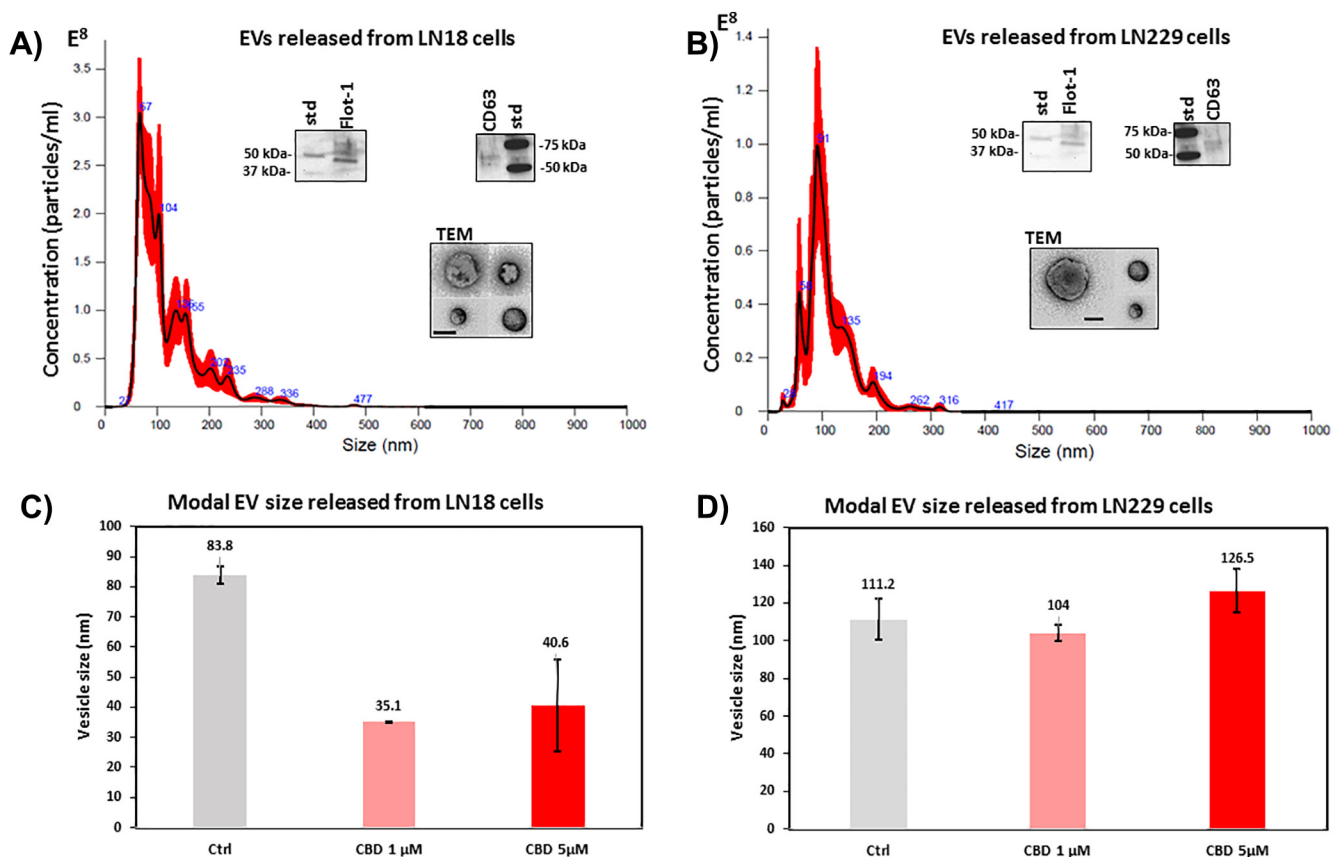 A)
E⁸
EVs released from LN18 cells
Concentration (particles/ml)
3.5
3.0
2.5
2.0
1.5
1.0
0.5
0
67
104
155
202
235
288
336
477
std
Flot-1
50 kDa-
37 kDa-
CD63
std
-75 kDa
-50 kDa
TEM
0 100 200 300 400 500 600 700 800 900 1000
Size (nm)
B)
E⁸
EVs released from LN229 cells
Concentration (particles/ml)
1.4
1.2
1.0
0.8
0.6
0.4
0.2
0
91
135
194
262
316
417
std
Flot-1
50 kDa-
37 kDa-
std
CD63
75 kDa-
50 kDa-
TEM
0 100 200 300 400 500 600 700 800 900 1000
Size (nm)
C)
Modal EV size released from LN18 cells
Vesicle size (nm)
100
90
80
70
60
50
40
30
20
10
0
83.8
35.1
40.6
Ctrl CBD 1 µM CBD 5µM
D)
Modal EV size released from LN229 cells
Vesicle size (nm)
160
140
120
100
80
60
40
20
0
111.2
104
126.5
Ctrl CBD 1 µM CBD 5µM